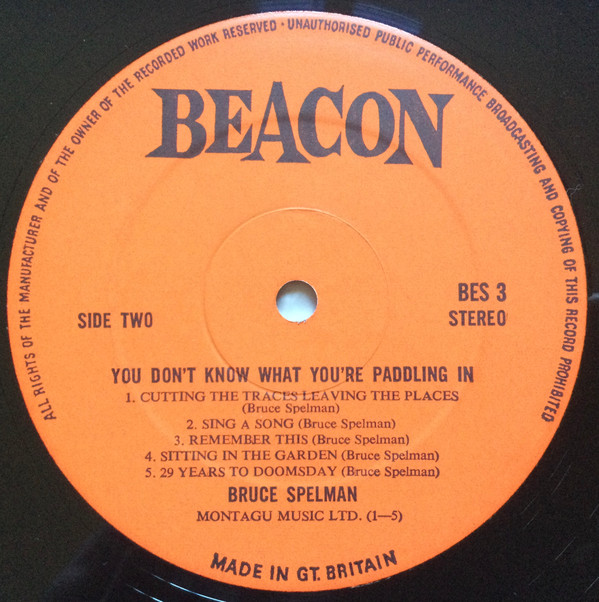 ALL RIGHTS OF THE MANUFACTURER AND OF THE OWNER OF THE RECORDED WORK RESERVED · UNAUTHORISED PUBLIC PERFORMANCE BROADCASTING AND COPYING OF THIS RECORD PROHIBITED
BEACON
SIDE TWO
BES 3
STEREO
YOU DON'T KNOW WHAT YOU'RE PADDLING IN
1. CUTTING THE TRACES LEAVING THE PLACES
(Bruce Spelman)
2. SING A SONG (Bruce Spelman)
3. REMEMBER THIS (Bruce Spelman)
4. SITTING IN THE GARDEN (Bruce Spelman)
5. 29 YEARS TO DOOMSDAY (Bruce Spelman)
BRUCE SPELMAN
MONTAGU MUSIC LTD. (1—5)
MADE IN GT. BRITAIN